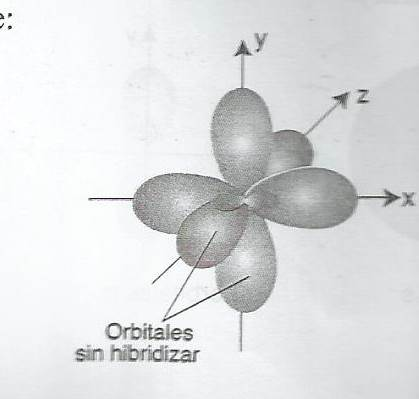 e:
y
z
x
Orbitales
sin hibridizar